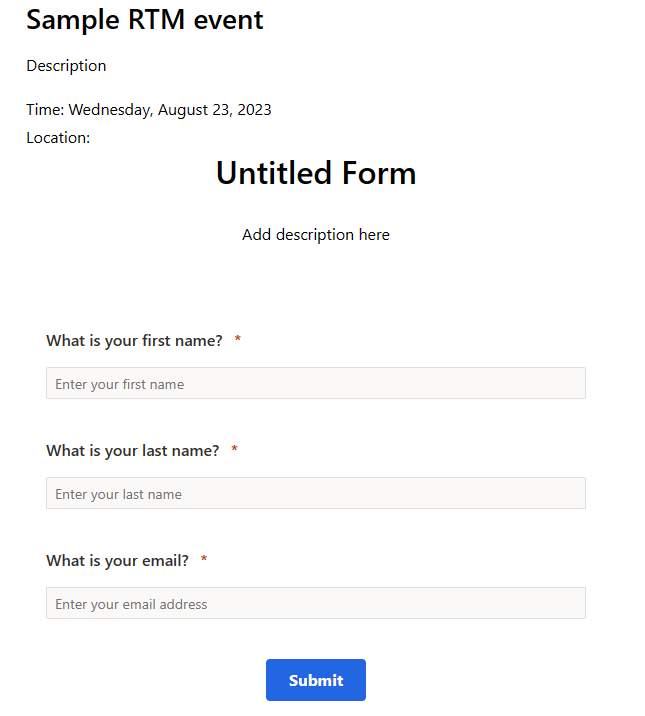 Sample RTM event
Description
Time: Wednesday, August 23, 2023
Location:
Untitled Form
Add description here
What is your first name? *
Enter your first name
What is your last name? *
Enter your last name
What is your email? *
Enter your email address
Submit